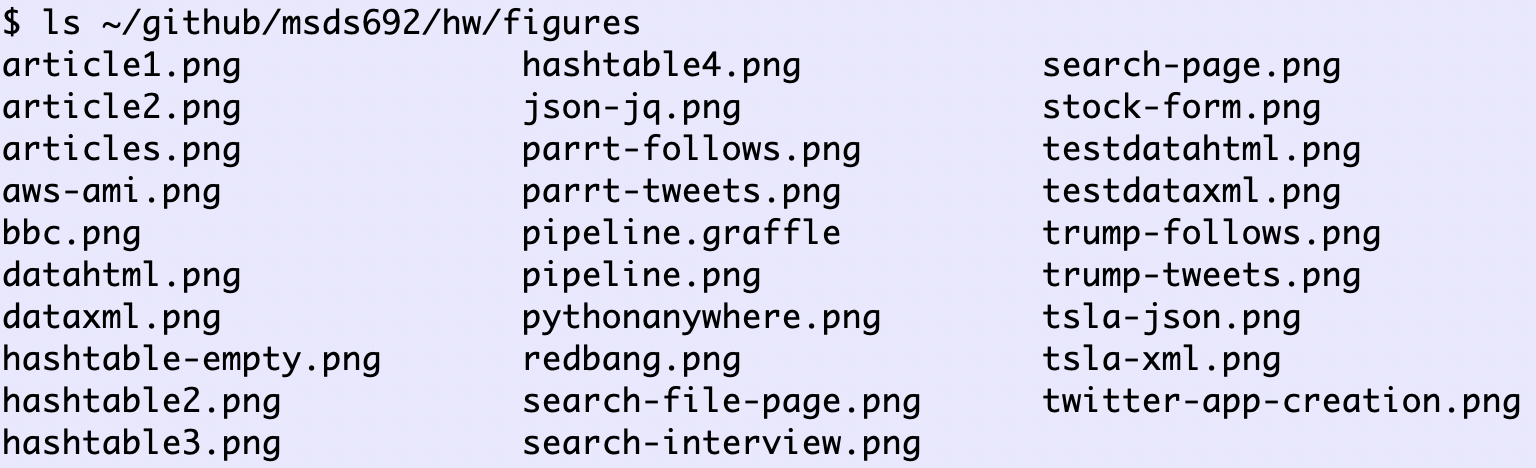 $ ls ~/github/msds692/hw/figures
article1.png hashtable4.png search-page.png
article2.png json-jq.png stock-form.png
articles.png parrt-follows.png testdatahtml.png
aws-ami.png parrt-tweets.png testdataxml.png
bbc.png pipeline.graffle trump-follows.png
datahtml.png pipeline.png trump-tweets.png
dataxml.png pythonanywhere.png tsla-json.png
hashtable-empty.png redbang.png tsla-xml.png
hashtable2.png search-file-page.png twitter-app-creation.png
hashtable3.png search-interview.png